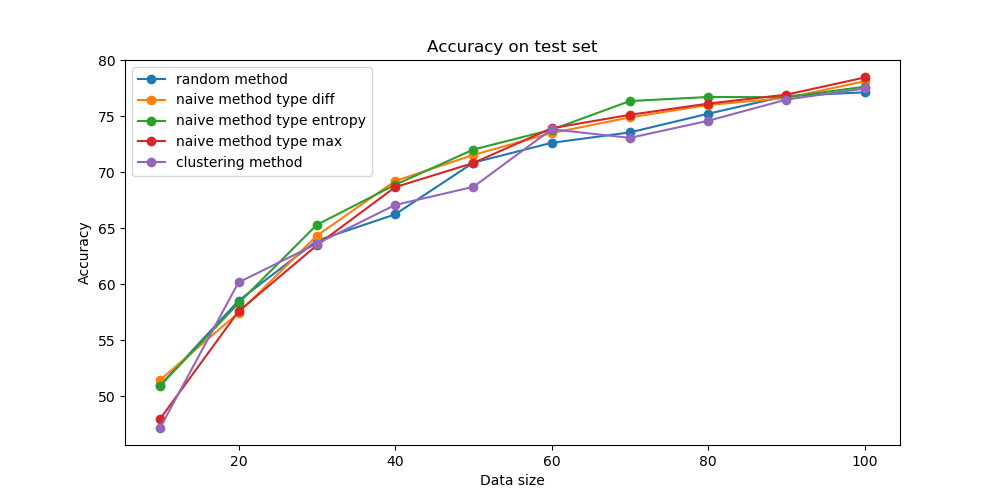 Accuracy on test set
random method
naive method type diff
naive method type entropy
naive method type max
clustering method
Accuracy
80
75
70
65
60
55
50
20
40
60
80
100
Data size